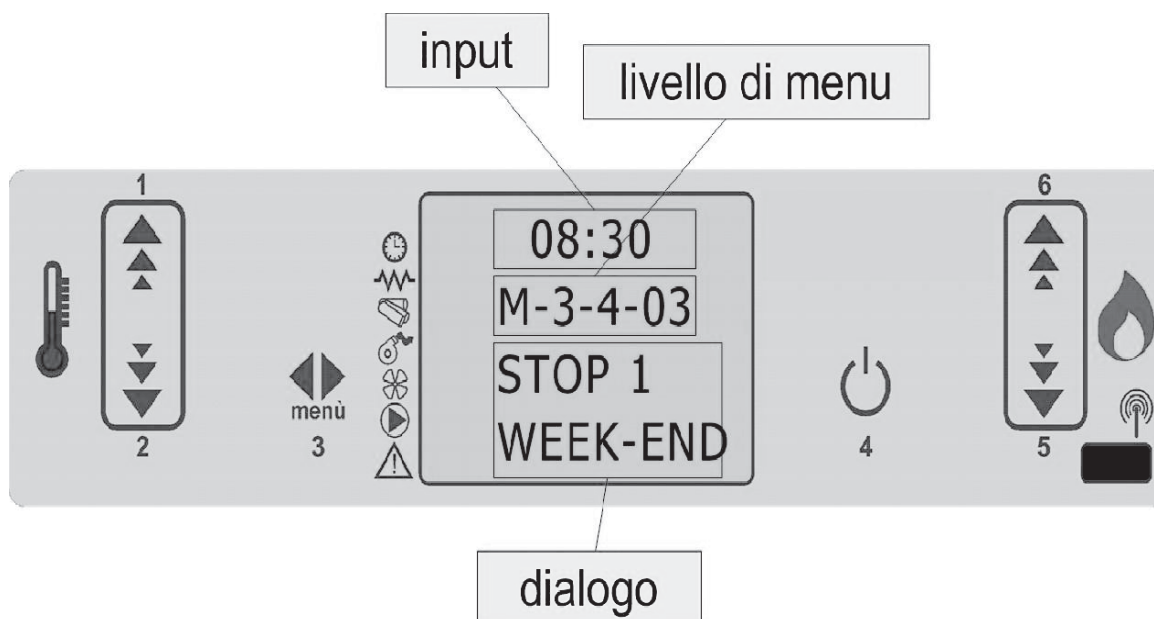 input
livello di menu
1
6
08:30
M-3-4-03
STOP 1
WEEK-END
menù
2
3
4
5
dialogo